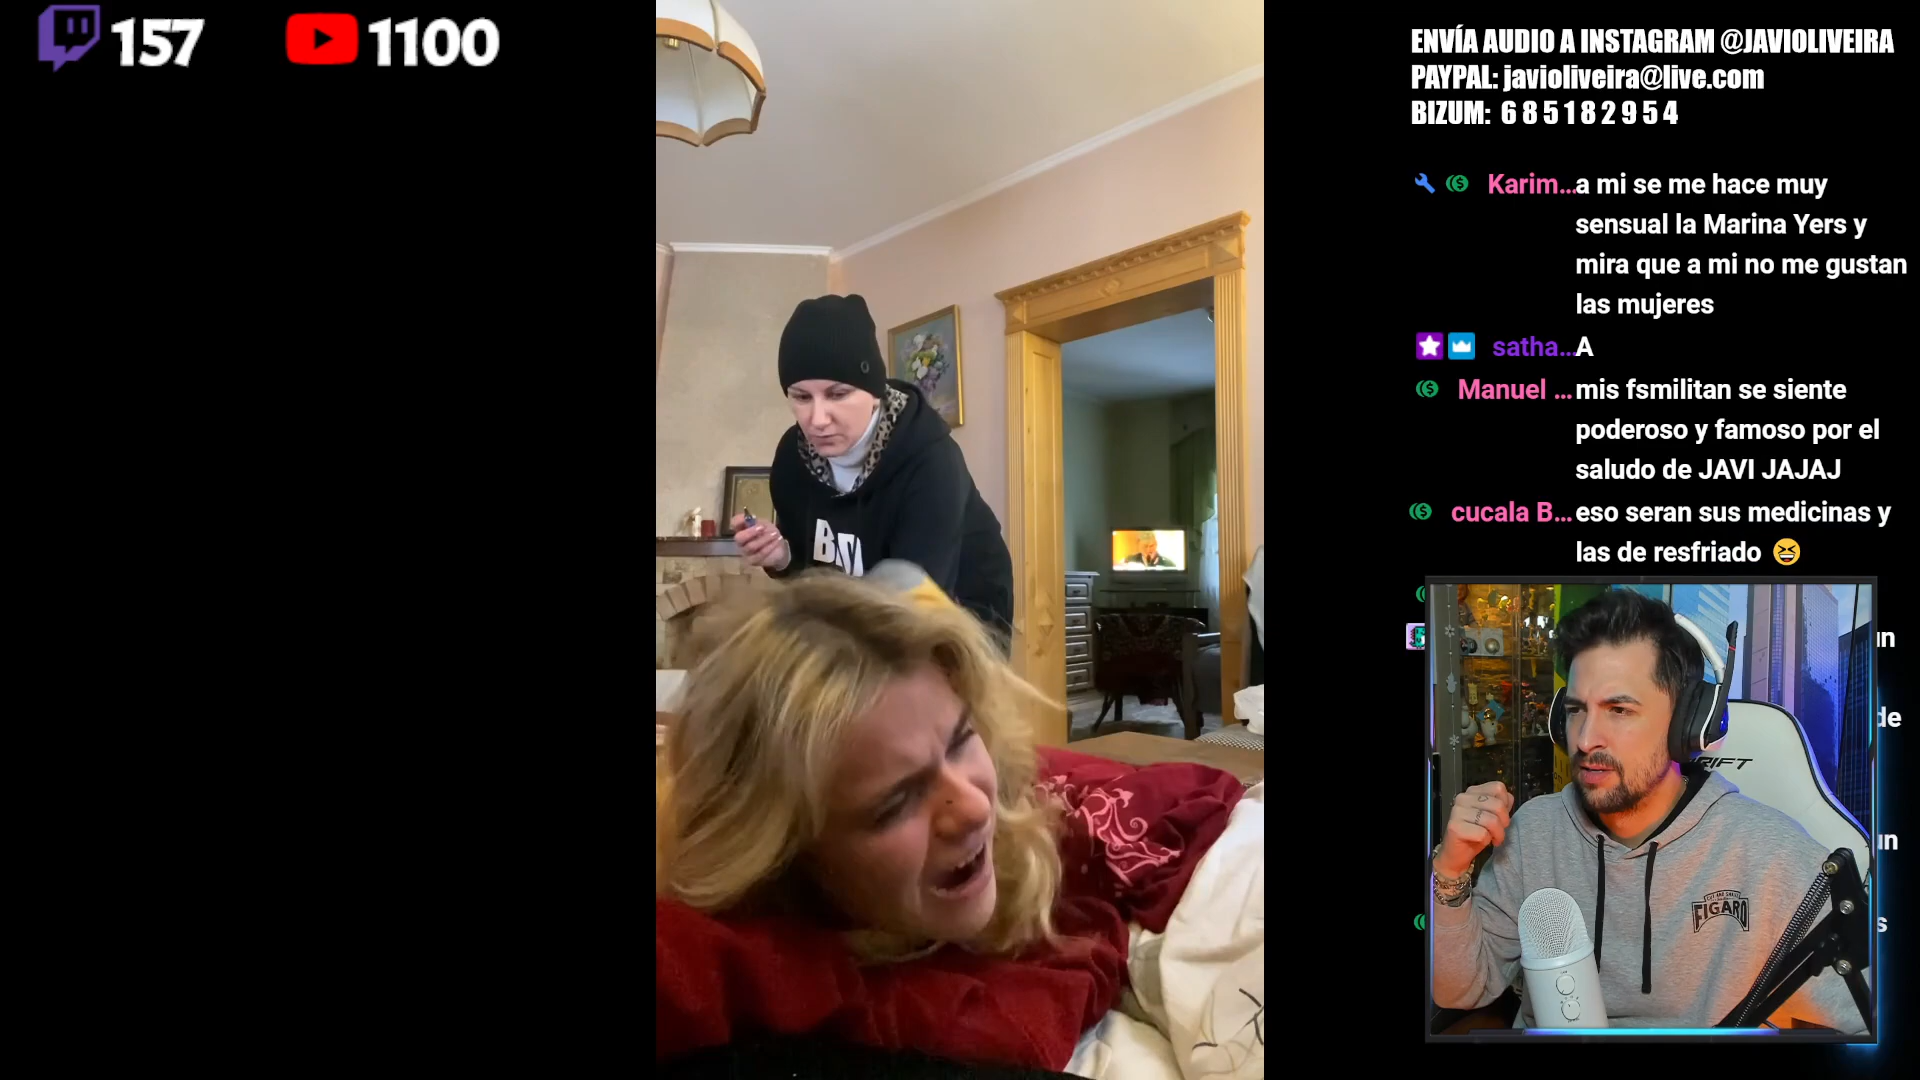 157
1100
ENVÍA AUDIO A INSTAGRAM @JAVIOLIVEIRA
PAYPAL: javioliveira@live.com
BIZUM: 6 8 5 1 8 2 9 5 4
Karim... a mi se me hace muy
sensual la Marina Yers y
mira que a mi no me gustan
las mujeres
satha... A
Manuel ... mis fsmilitan se siente
poderoso y famoso por el
saludo de JAVI JAJAJ
cucala B... eso seran sus medicinas y
las de resfriado 😆
de
FIGARO